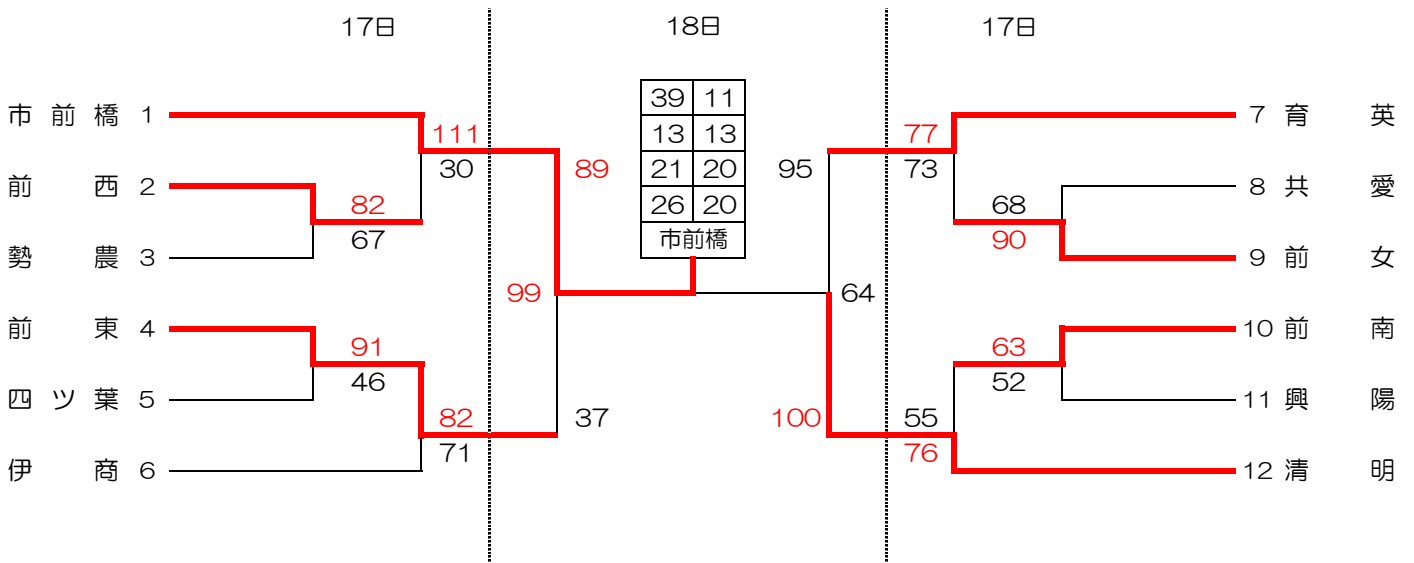 17日 18日 17日
39 11
市前橋 1 7 育英
111 13 13 77
30 89 21 20 95 73
前西 2 8 共愛
82 26 20 68
67 市前橋 90
勢農 3 9 前女
99 64
前東 4 10 前南
91 63
46 52
四ツ葉 5 11 興陽
82 37 100 55
71 76
伊商 6 12 清明